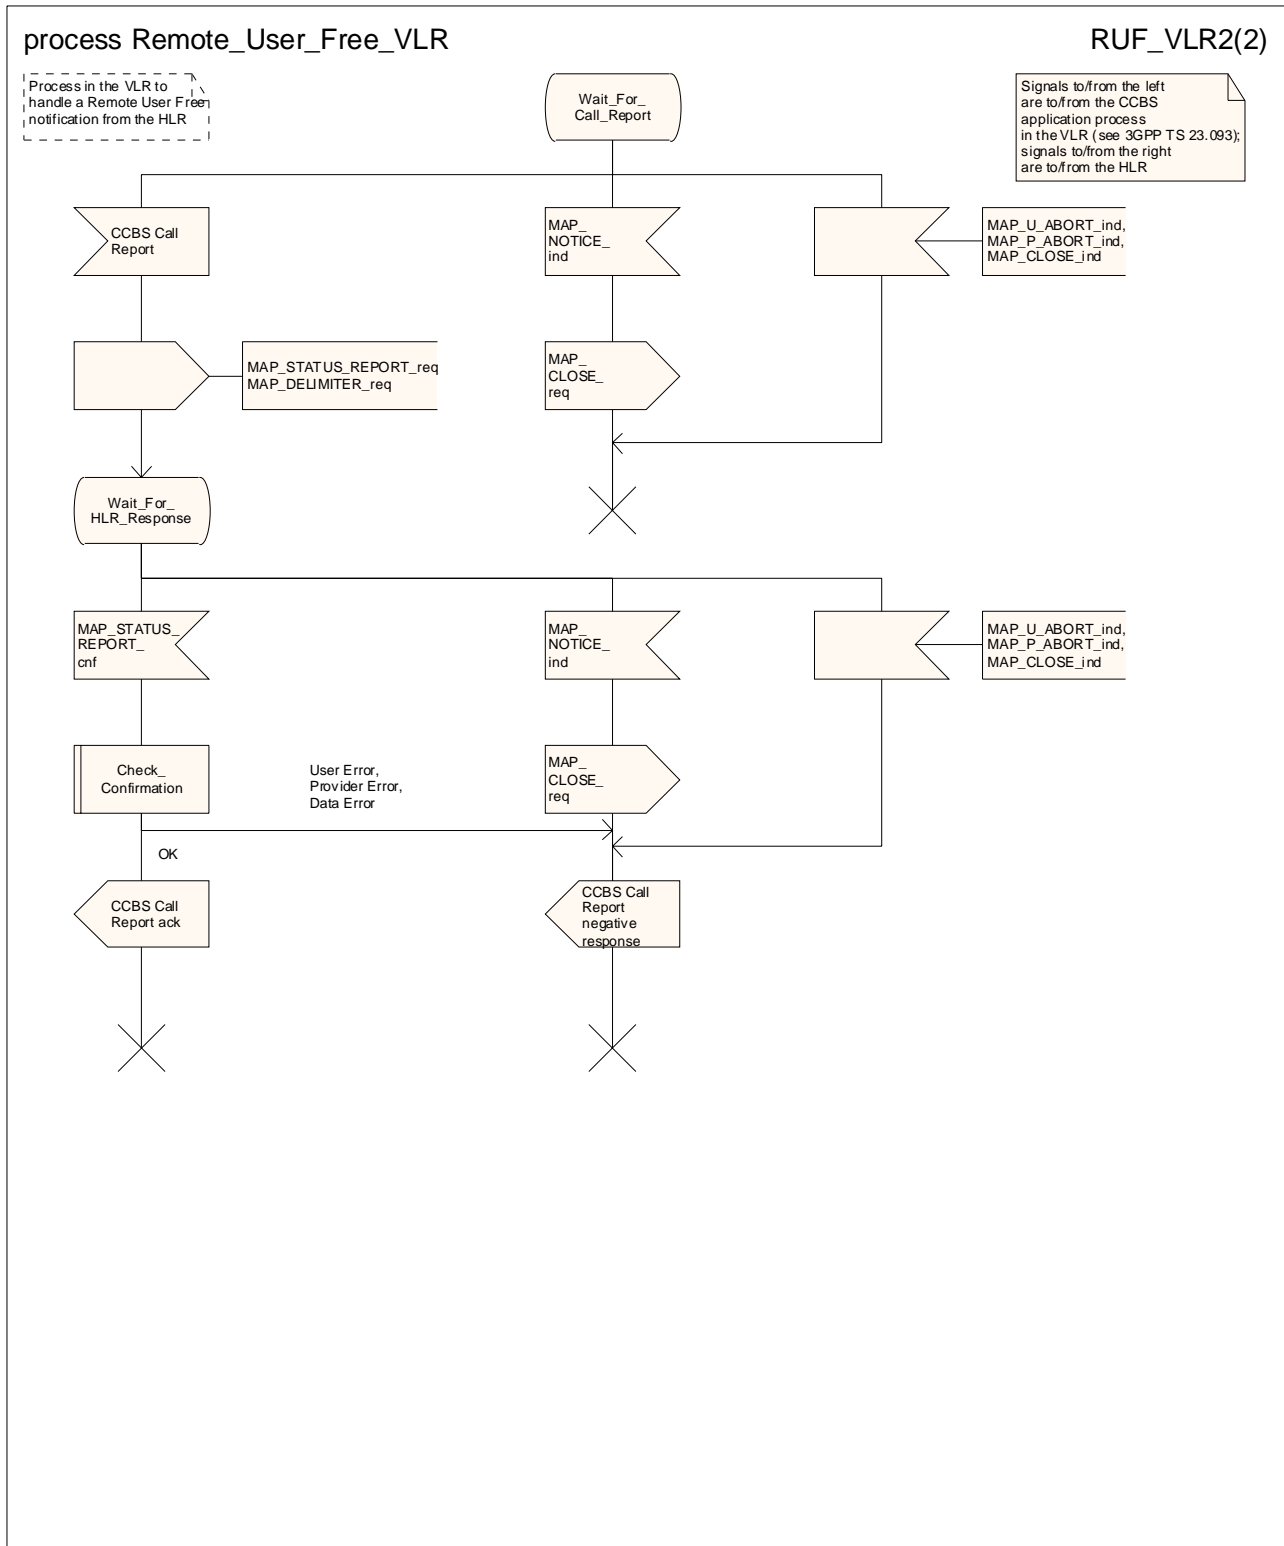 process Remote_User_Free_VLR
RUF_VLR2(2)
Process in the VLR to
handle a Remote User Free
notification from the HLR
Wait_For_
Call_Report
Signals to/from the left
are to/from the CCBS
application process
in the VLR (see 3GPP TS 23.093);
signals to/from the right
are to/from the HLR
CCBS Call
Report
MAP_
NOTICE_
ind
MAP_U_ABORT_ind,
MAP_P_ABORT_ind,
MAP_CLOSE_ind
MAP_STATUS_REPORT_req
MAP_DELIMITER_req
MAP_
CLOSE_
req
Wait_For_
HLR_Response
MAP_STATUS_
REPORT_
cnf
MAP_
NOTICE_
ind
MAP_U_ABORT_ind,
MAP_P_ABORT_ind,
MAP_CLOSE_ind
Check_
Confirmation
User Error,
Provider Error,
Data Error
MAP_
CLOSE_
req
OK
CCBS Call
Report ack
CCBS Call
Report
negative
response